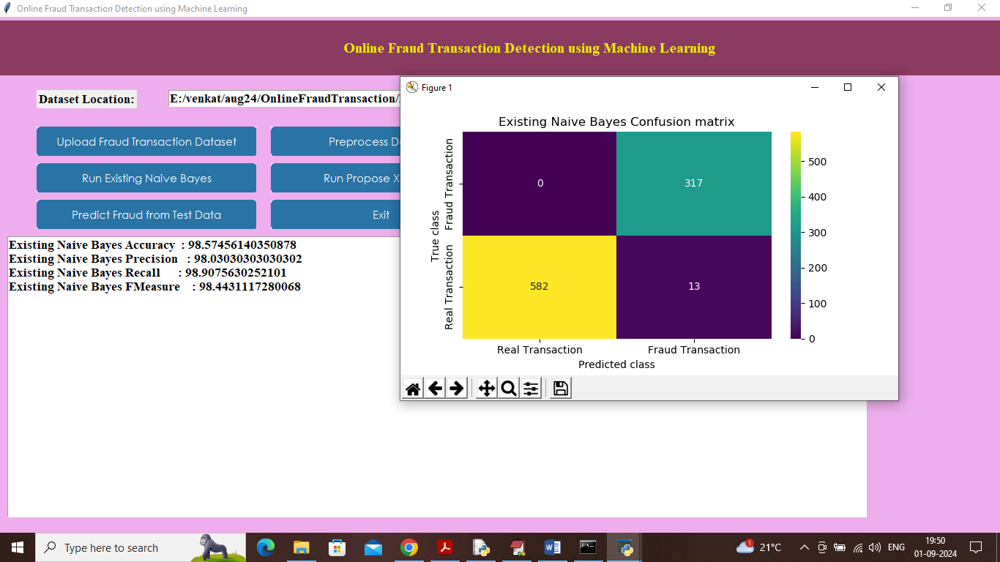 Online Fraud Transaction Detection using Machine Learning
Online Fraud Transaction Detection using Machine Learning
Dataset Location:
E:/venkat/aug24/OnlineFraudTransaction/
Upload Fraud Transaction Dataset
Preprocess D
Run Existing Naive Bayes
Run Propose X
Predict Fraud from Test Data
Exit
Existing Naive Bayes Accuracy : 98.57456140350878
Existing Naive Bayes Precision : 98.03030303030302
Existing Naive Bayes Recall : 98.9075630252101
Existing Naive Bayes FMeasure : 98.4431117280068
Figure 1
Existing Naive Bayes Confusion matrix
True class
Fraud Transaction
Real Transaction
0
317
582
13
Real Transaction
Fraud Transaction
Predicted class
500
400
300
200
100
0
Type here to search
1
21°C
ENG
19:50
01-09-2024